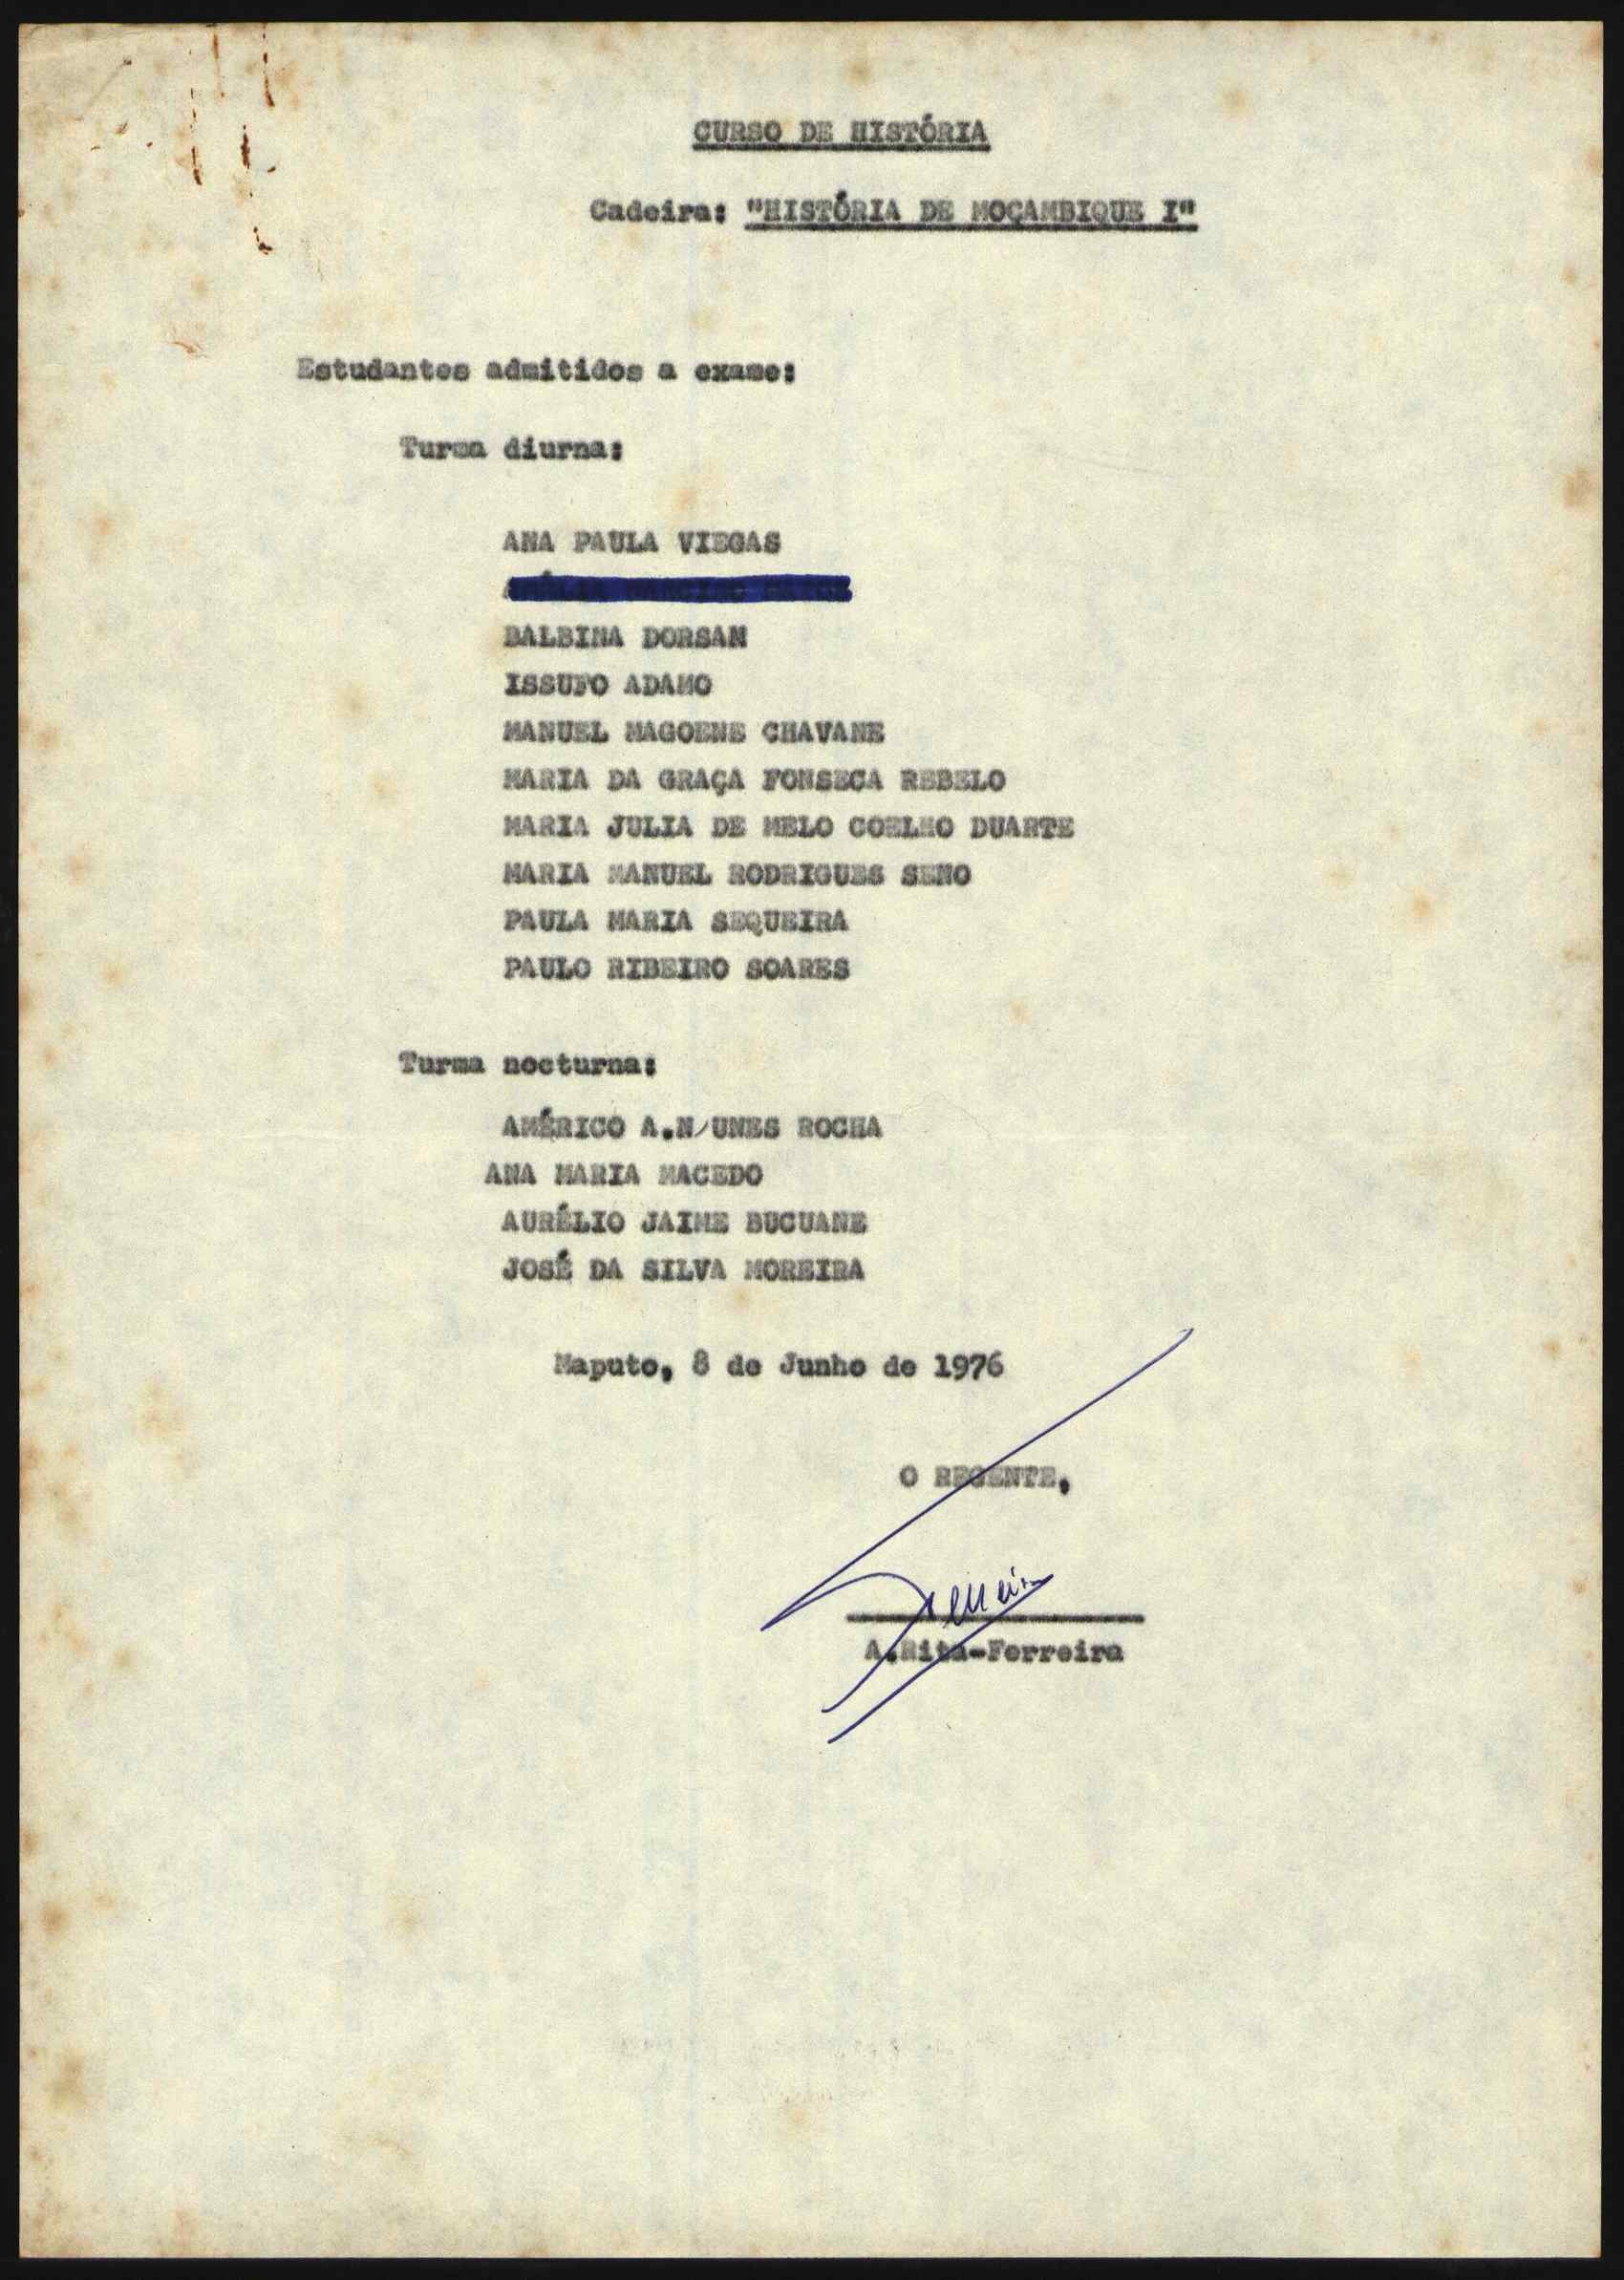 CURSO DE HISTÓRIA
Cadeira: "HISTÓRIA DE MOÇAMBIQUE I"
Estudantes admitidos a exame:
Turma diurna:
ANA PAULA VIEGAS
BALBINA DORSAN
ISSUFO ADAMO
MANUEL MAGOENE CHAVANE
MARIA DA GRAÇA FONSECA REBELO
MARIA JULIA DE MELO COELHO DUARTE
MARIA MANUEL RODRIGUES SENO
PAULA MARIA SEQUEIRA
PAULO RIBEIRO SOARES
Turma nocturna:
AMÉRICO A.N/UNES ROCHA
ANA MARIA MACEDO
AURÉLIO JAIME BUCUANE
JOSÉ DA SILVA MOREIRA
Maputo, 8 de Junho de 1976
O REGENTE,
Ferreira
A.Rita-Ferreira